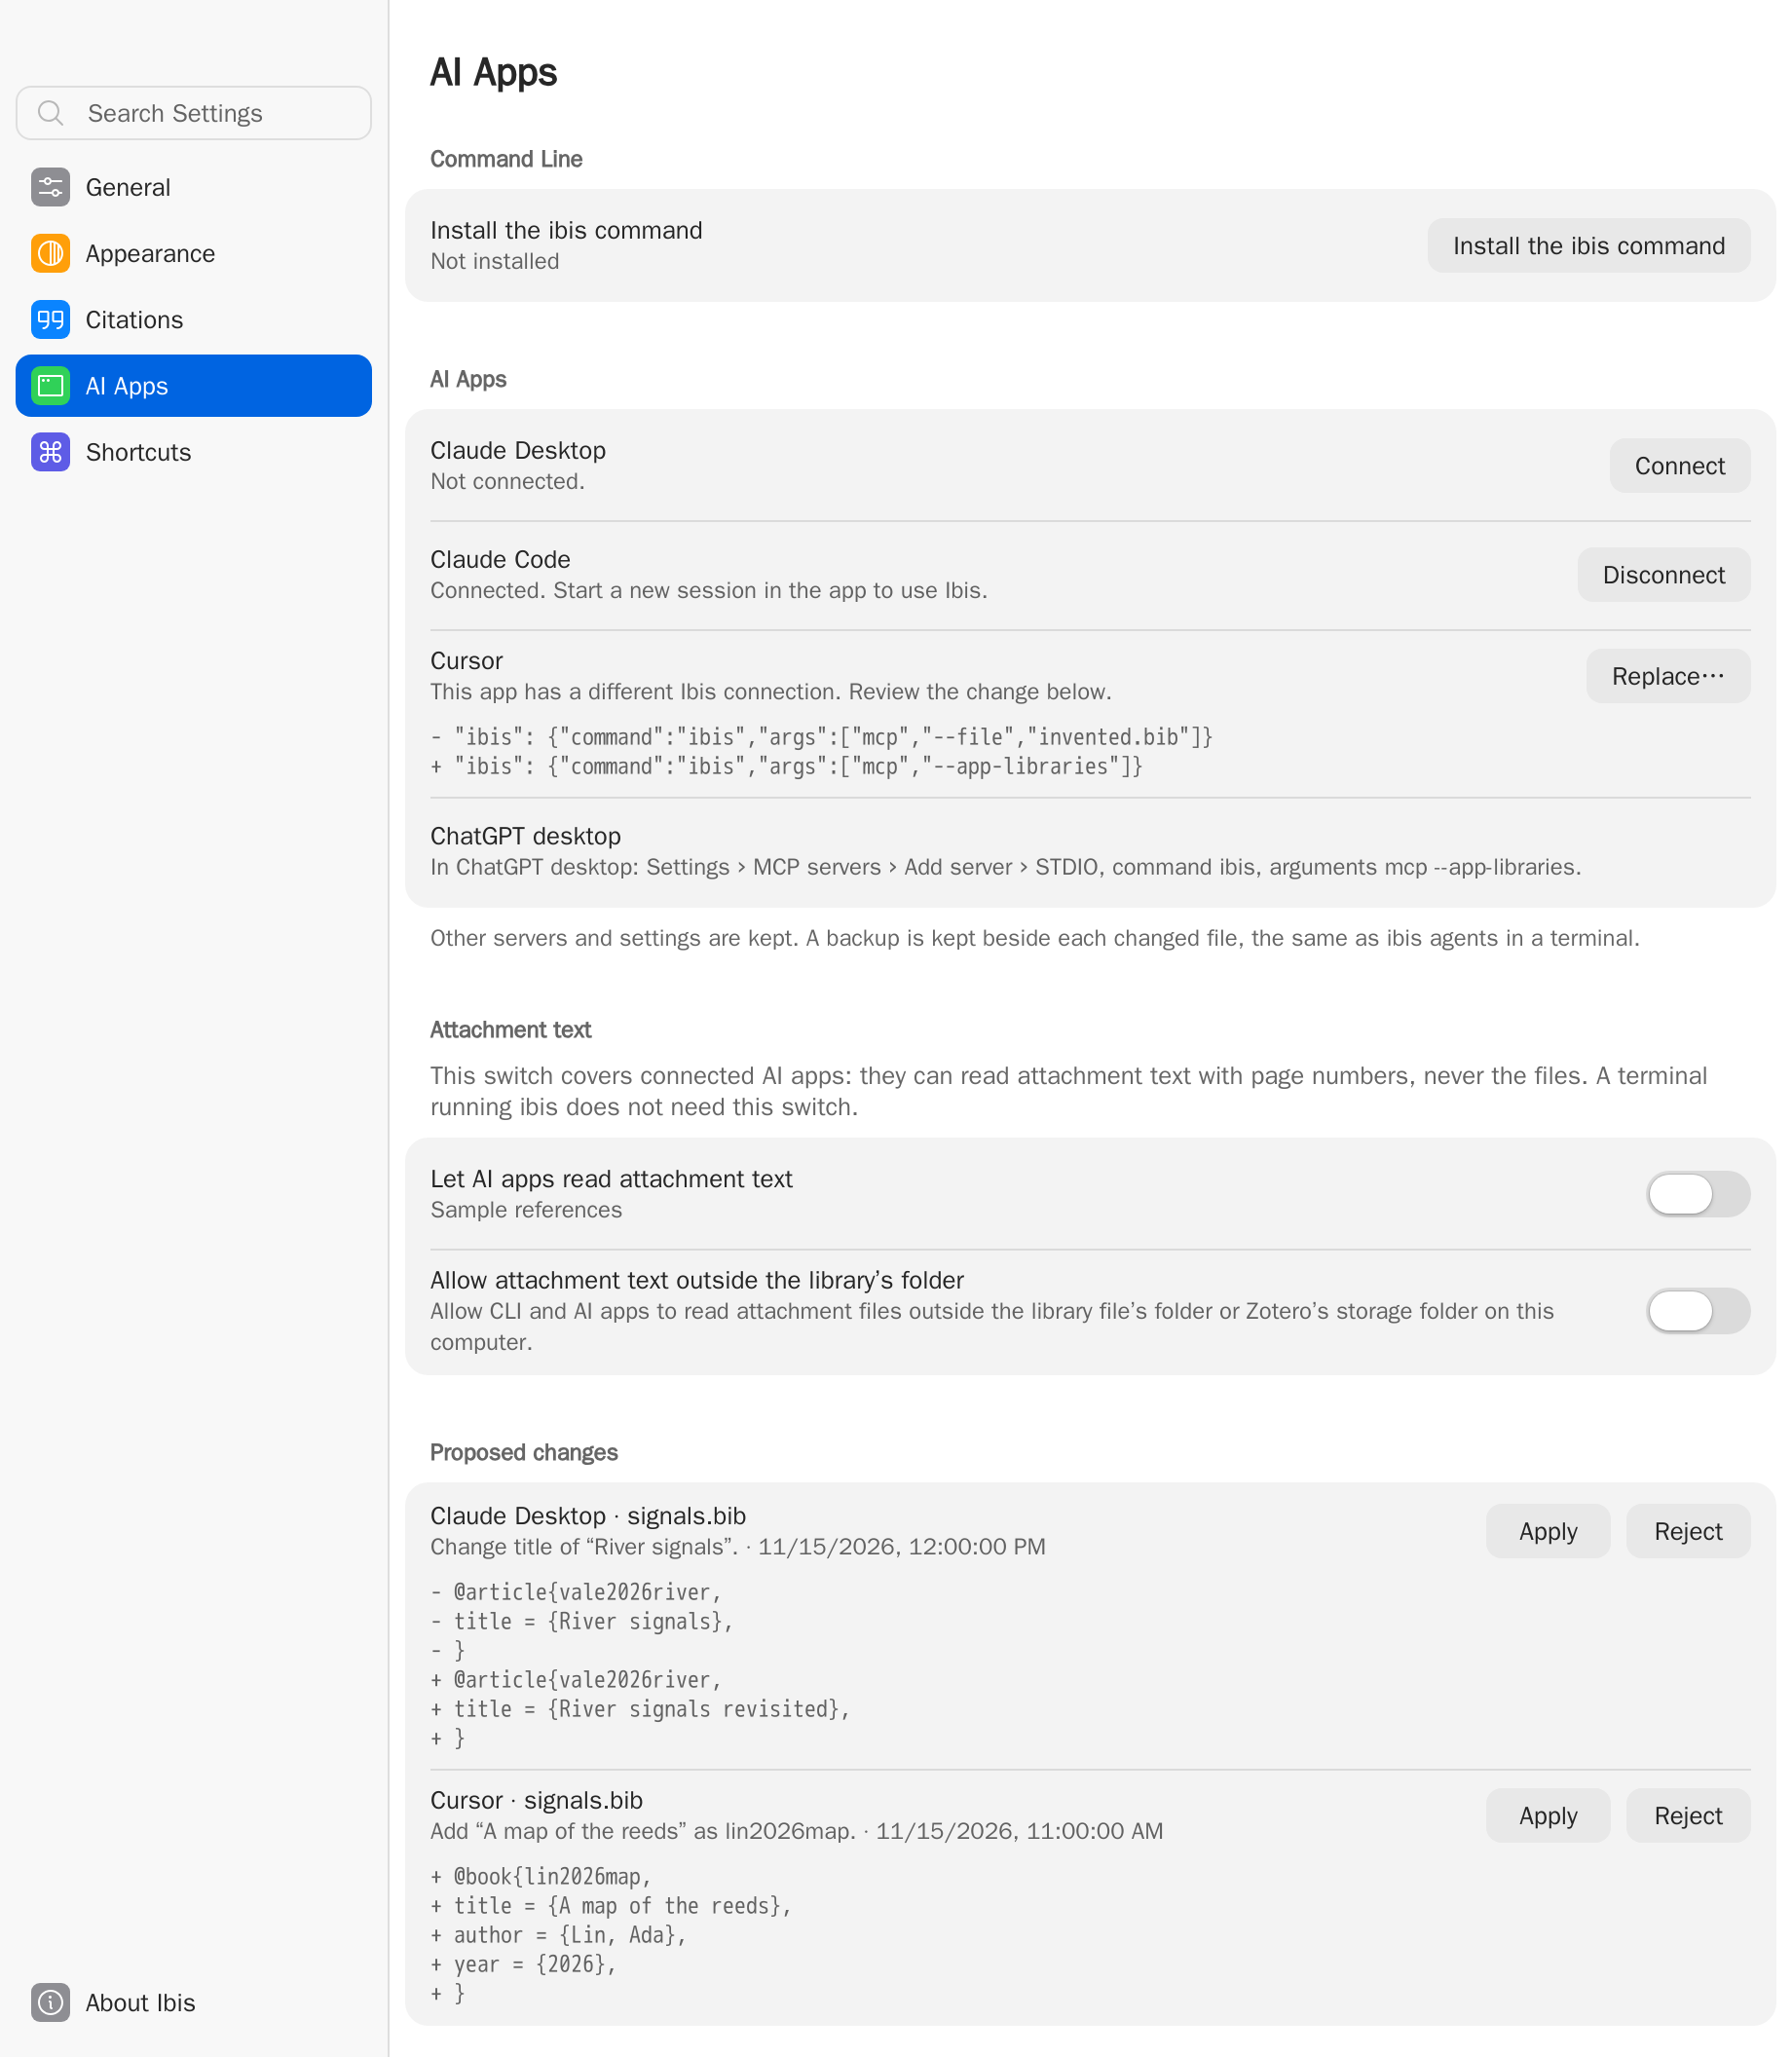 Search Settings
General
Appearance
Citations
AI Apps
Shortcuts
About Ibis
AI Apps
Command Line
Install the ibis command
Not installed
Install the ibis command
AI Apps
Claude Desktop
Not connected.
Connect
Claude Code
Connected. Start a new session in the app to use Ibis.
Disconnect
Cursor
This app has a different Ibis connection. Review the change below.
Replace⋯
- "ibis": {"command":"ibis","args":["mcp","--file","invented.bib"]}
+ "ibis": {"command":"ibis","args":["mcp","--app-libraries"]}
ChatGPT desktop
In ChatGPT desktop: Settings › MCP servers › Add server › STDIO, command ibis, arguments mcp --app-libraries.
Other servers and settings are kept. A backup is kept beside each changed file, the same as ibis agents in a terminal.
Attachment text
This switch covers connected AI apps: they can read attachment text with page numbers, never the files. A terminal
running ibis does not need this switch.
Let AI apps read attachment text
Sample references
Allow attachment text outside the library’s folder
Allow CLI and AI apps to read attachment files outside the library file’s folder or Zotero’s storage folder on this
computer.
Proposed changes
Claude Desktop · signals.bib
Change title of “River signals”. · 11/15/2026, 12:00:00 PM
Apply
Reject
- @article{vale2026river,
- title = {River signals},
- }
+ @article{vale2026river,
+ title = {River signals revisited},
+ }
Cursor · signals.bib
Add “A map of the reeds” as lin2026map. · 11/15/2026, 11:00:00 AM
Apply
Reject
+ @book{lin2026map,
+ title = {A map of the reeds},
+ author = {Lin, Ada},
+ year = {2026},
+ }